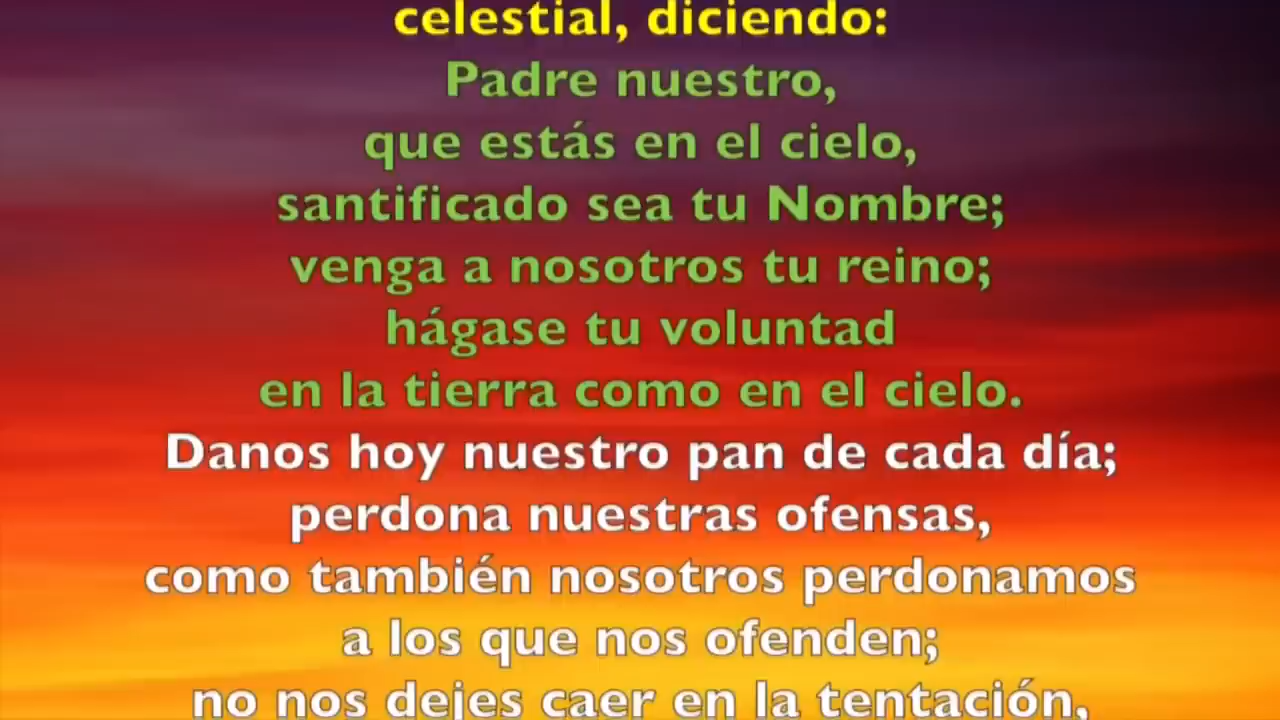 celestial, diciendo:
Padre nuestro,
que estás en el cielo,
santificado sea tu Nombre;
venga a nosotros tu reino;
hágase tu voluntad
en la tierra como en el cielo.
Danos hoy nuestro pan de cada día;
perdona nuestras ofensas,
como también nosotros perdonamos
a los que nos ofenden;
no nos dejes caer en la tentación,